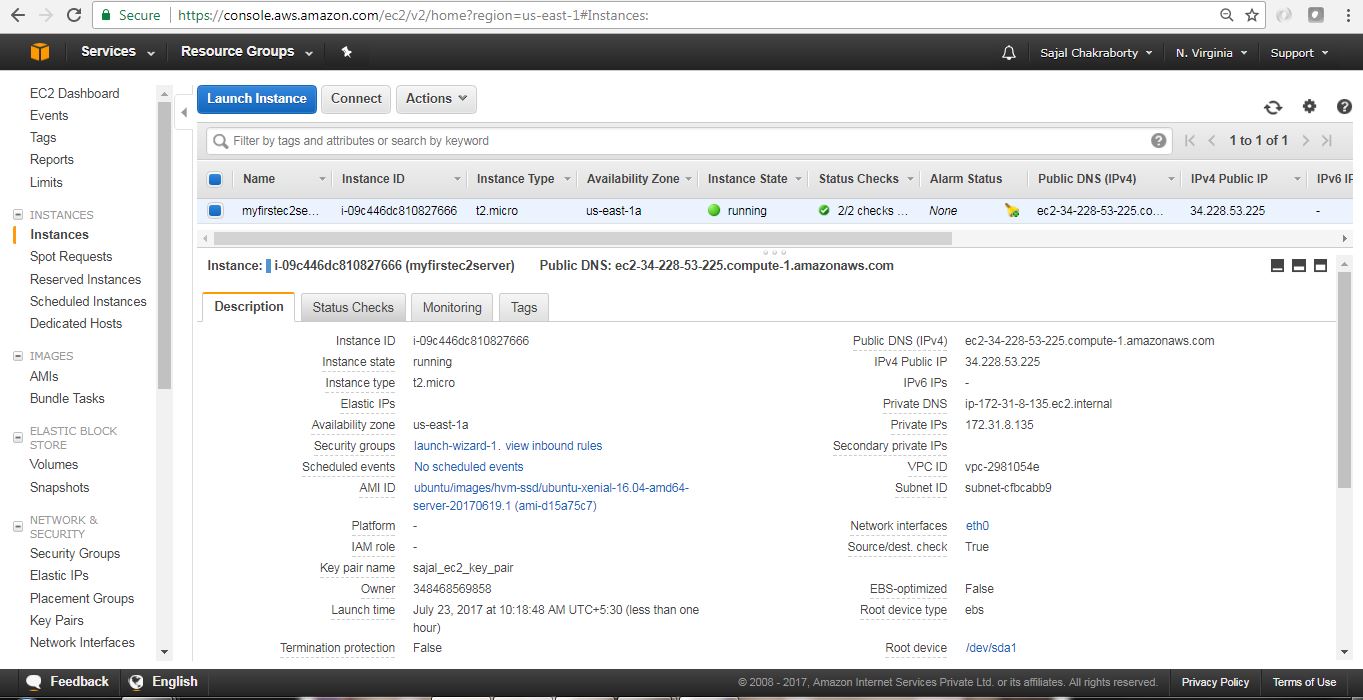 Secure https://console.aws.amazon.com/ec2/v2/home?region=us-east-1#Instances:
Services Resource Groups Sajal Chakraborty N. Virginia Support
EC2 Dashboard
Events
Tags
Reports
Limits
INSTANCES
Instances
Spot Requests
Reserved Instances
Scheduled Instances
Dedicated Hosts
IMAGES
AMIs
Bundle Tasks
ELASTIC BLOCK
STORE
Volumes
Snapshots
NETWORK &
SECURITY
Security Groups
Elastic IPs
Placement Groups
Key Pairs
Network Interfaces
Launch Instance Connect Actions
Filter by tags and attributes or search by keyword 1 to 1 of 1
Name Instance ID Instance Type Availability Zone Instance State Status Checks Alarm Status Public DNS (IPv4) IPv4 Public IP IPv6 IP
myfirstec2se... i-09c446dc810827666 t2.micro us-east-1a running 2/2 checks ... None ec2-34-228-53-225.co... 34.228.53.225 -
Instance: i-09c446dc810827666 (myfirstec2server) Public DNS: ec2-34-228-53-225.compute-1.amazonaws.com
Description Status Checks Monitoring Tags
Instance ID i-09c446dc810827666 Public DNS (IPv4) ec2-34-228-53-225.compute-1.amazonaws.com
Instance state running IPv4 Public IP 34.228.53.225
Instance type t2.micro IPv6 IPs -
Elastic IPs Private DNS ip-172-31-8-135.ec2.internal
Availability zone us-east-1a Private IPs 172.31.8.135
Security groups launch-wizard-1. view inbound rules Secondary private IPs
Scheduled events No scheduled events VPC ID vpc-2981054e
AMI ID ubuntu/images/hvm-ssd/ubuntu-xenial-16.04-amd64- Subnet ID subnet-cfbcabb9
server-20170619.1 (ami-d15a75c7)
Platform - Network interfaces eth0
IAM role - Source/dest. check True
Key pair name sajal_ec2_key_pair
Owner 348468569858 EBS-optimized False
Launch time July 23, 2017 at 10:18:48 AM UTC+5:30 (less than one Root device type ebs
hour)
Termination protection False Root device /dev/sda1
Feedback English © 2008 - 2017, Amazon Internet Services Private Ltd. or its affiliates. All rights reserved. Privacy Policy Terms of Use